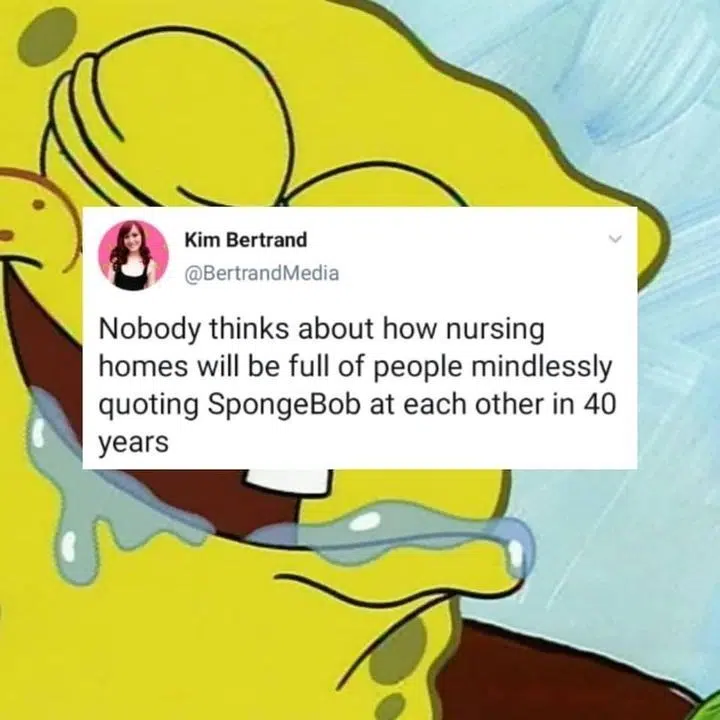 Kim Bertrand
@BertrandMedia
Nobody thinks about how nursing
homes will be full of people mindlessly
quoting SpongeBob at each other in 40
years